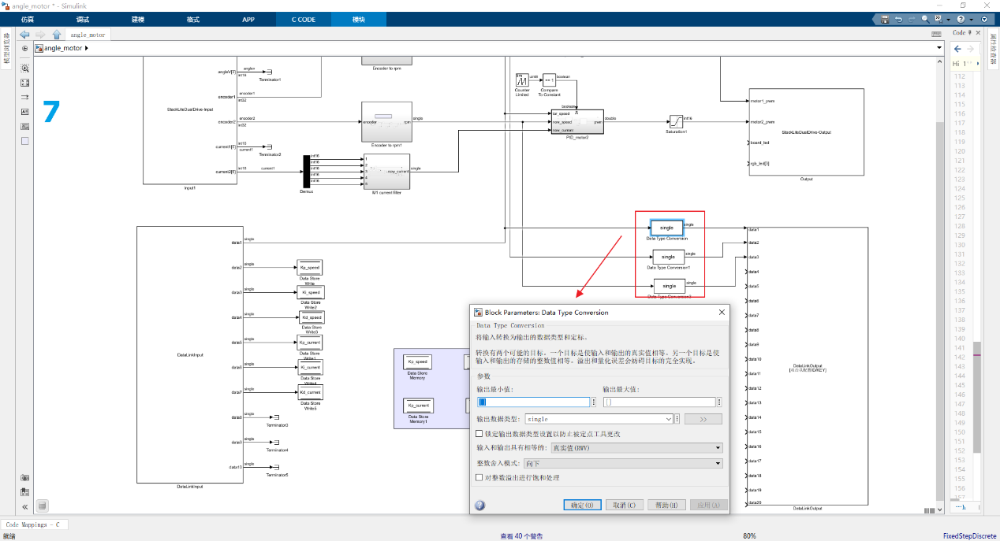 angle_motor * - Simulink
仿真
调试
建模
格式
APP
C CODE
模块
模型浏览器
angle_motor
Code
属性检查器
angle_motor
7
angleV[3]
int16
anglev
Terminator1
encoder1
int32
encoder1
StackLiteDualDrive-Input
encoder2
int32
encoder2
current1[5]
int16
current1
Terminator2
current2[5]
int16
current1
Input1
Encoder to rpm
encoder
rpm
single
Encoder to rpm1
int16
int16
int16
int16
int16
Demux
1
2
3
4
5
now_current
single
M1 current filter
lim
uint8
Counter
Limited
== 1
boolean
Compare
To Constant
boolean
tar_speed
now_speed
now_current
pwm
double
PID_motor2
int16
Saturation1
motor1_pwm
motor2_pwm
StackLiteDualDrive-Output
board_led
rgb_led[3]
Output
single
single
Data Type Conversion
single
single
Data Type Conversion1
single
single
Data Type Conversion2
data1
single
data2
single
Kp_speed
Data Store
Write
data3
single
Ki_speed
Data Store
Write2
data4
single
Kd_speed
Data Store
Write3
data5
single
Kp_current
Data Store
Write1
data6
single
Ki_current
Data Store
Write4
data7
single
Kd_current
Data Store
Write5
data8
single
Terminator3
data9
single
Terminator4
data10
single
Terminator5
DataLinkInput
DataLinkInput
Kp_speed
Data Store
Memory
Kp_current
Data Store
Memory1
data1
data2
data3
data4
data5
data6
data7
data8
data9
data10
data11
data12
data13
data14
data15
data16
data17
data18
data19
data20
DataLinkOutput
DataLinkOutput
Block Parameters: Data Type Conversion
Data Type Conversion
将输入转换为输出的数据类型和定标。
转换有两个可能的目标。一个目标是使输入和输出的真实值相等。另一个目标是使
输入和输出的存储的整数值相等。溢出和量化误差会妨碍目标的完全实现。
参数
输出最小值:
输出最大值:
[]
[]
输出数据类型: single
>>
锁定输出数据类型设置以防止被定点工具更改
输入和输出具有相等的: 真实值(RWV)
整数舍入模式: 向下
对整数溢出进行饱和处理
确定(O)
取消(C)
帮助(H)
应用(A)
112
113
114
115
116
117
118
119
120
121
122
123
124
125
126
127
128
129
130
131
132
133
134
135
136
137
138
139
140
141
142
143
144
145
146
147
148
149
150
151
152
153
154
155
156
157
Code Mappings - C
就绪
查看 40 个警告
80%
FixedStepDiscrete